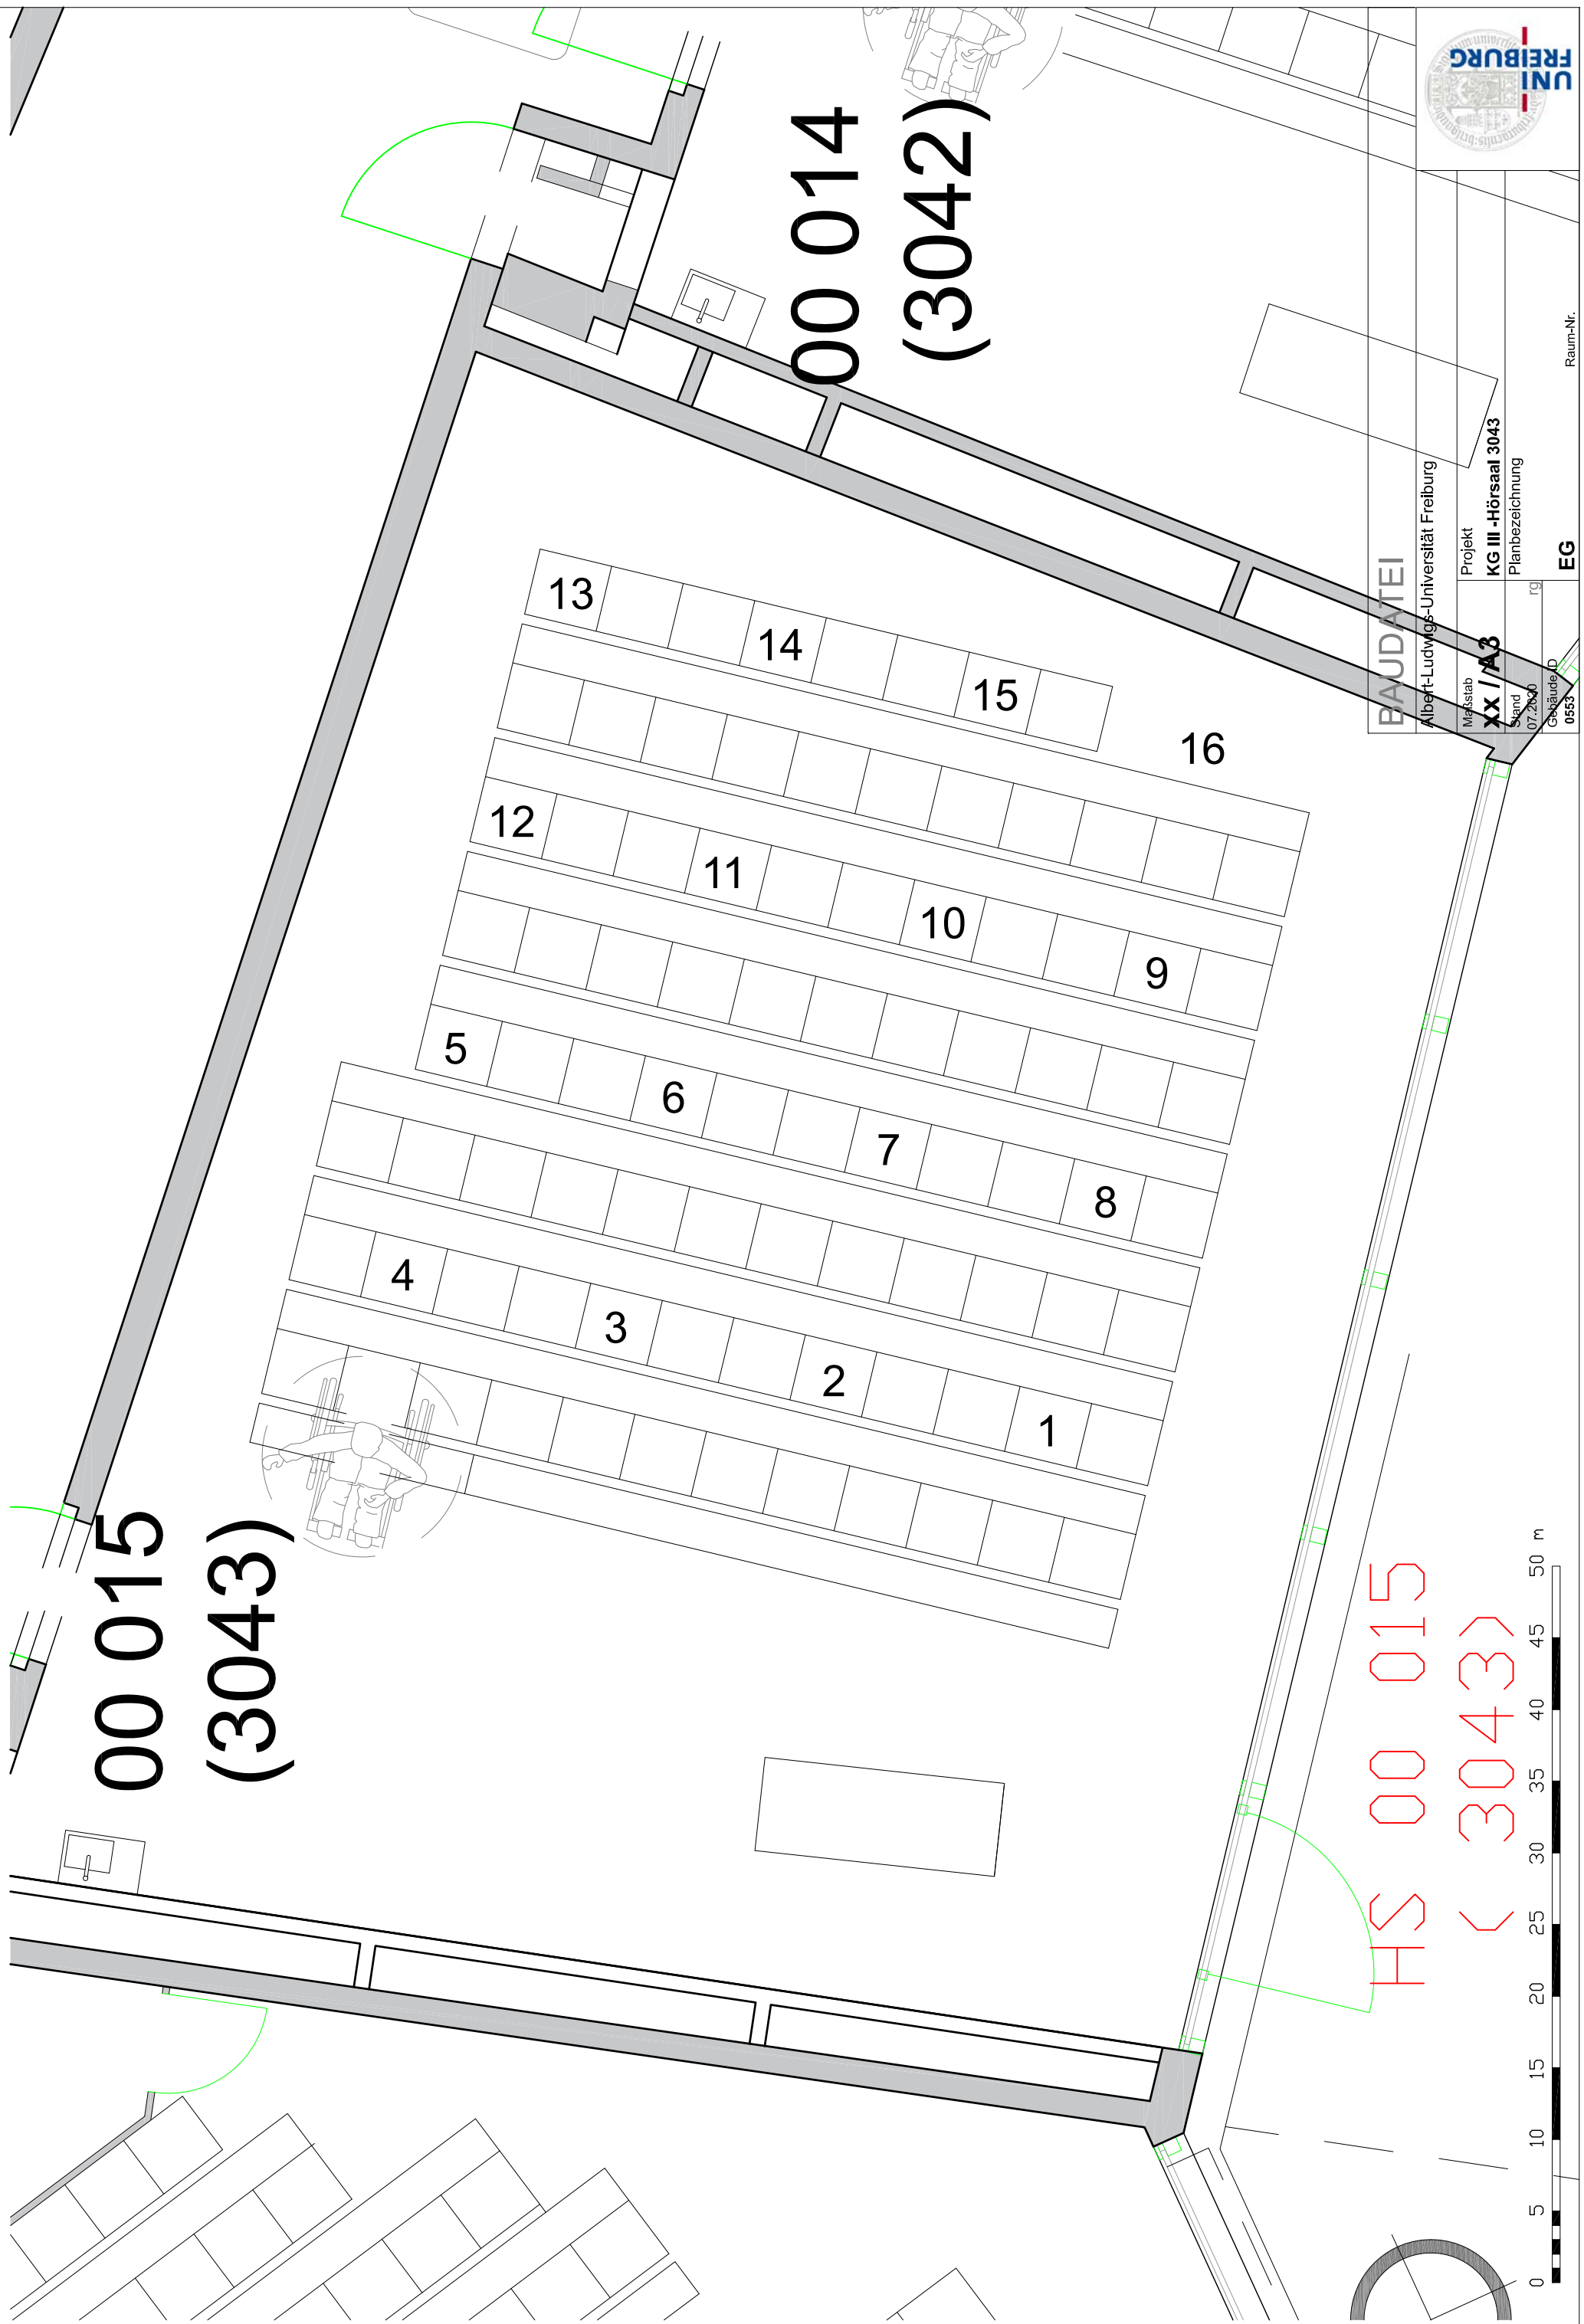 00 014
(3042)
UNI
FREIBURG
13
14
15
16
12
11
10
9
5
6
7
8
4
3
2
1
00 015
(3043)
BAUDATEI
Albert-Ludwigs-Universität Freiburg
Maßstab
xx // A3
Projekt
KG III -Hörsaal 3043
Stand
07.2020
rg
Planbezeichnung
Gebäude ID
0553
EG
Raum-Nr.
HS 00 015
( 3043)
0 5 10 15 20 25 30 35 40 45 50 m